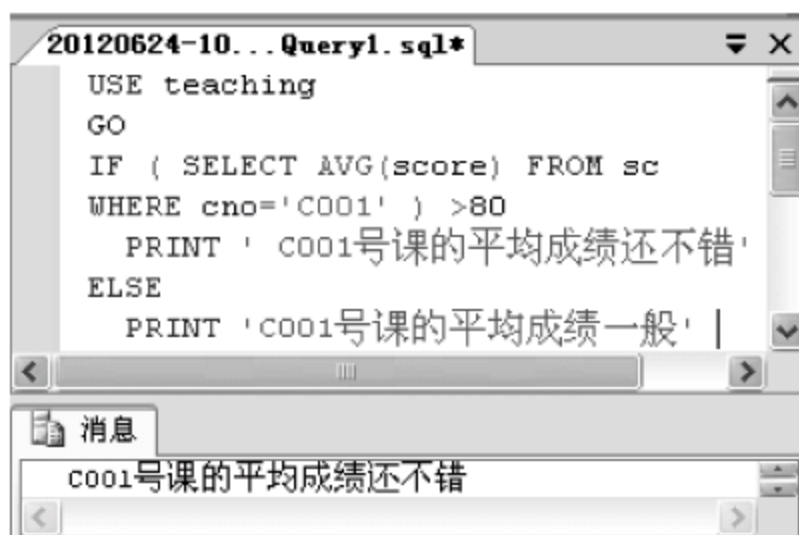 20120624-10...Query1.sql*
USE teaching
GO
IF ( SELECT AVG(score) FROM sc
WHERE cno='C001' ) >80
PRINT ' C001号课的平均成绩还不错'
ELSE
PRINT 'C001号课的平均成绩一般'
消息
C001号课的平均成绩还不错